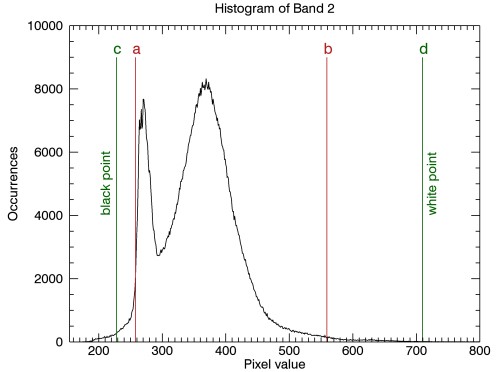 Histogram of Band 2
10000
8000
6000
4000
2000
0
Occurrences
c
a
b
d
black point
white point
200
300
400
500
600
700
800
Pixel value